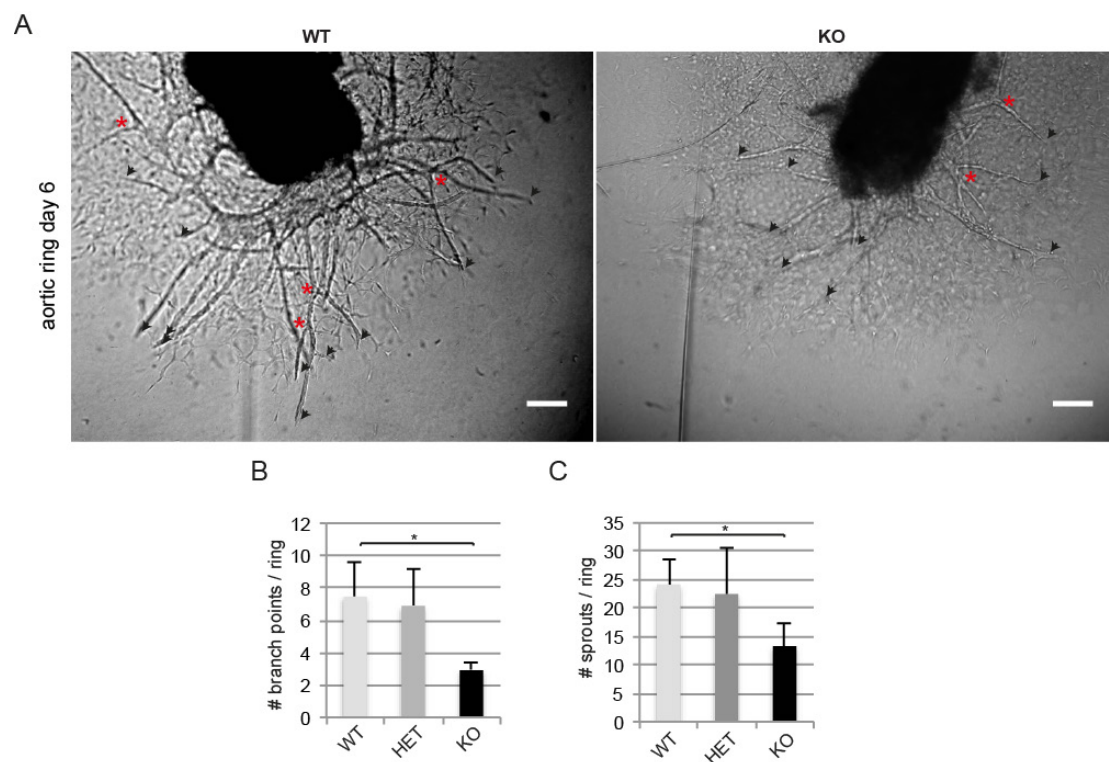 A
WT
KO
aortic ring day 6
*
*
*
*
*
*
B
# branch points / ring
12
10
8
6
4
2
0
*
WT
HET
KO
C
# sprouts / ring
35
30
25
20
15
10
5
0
*
WT
HET
KO